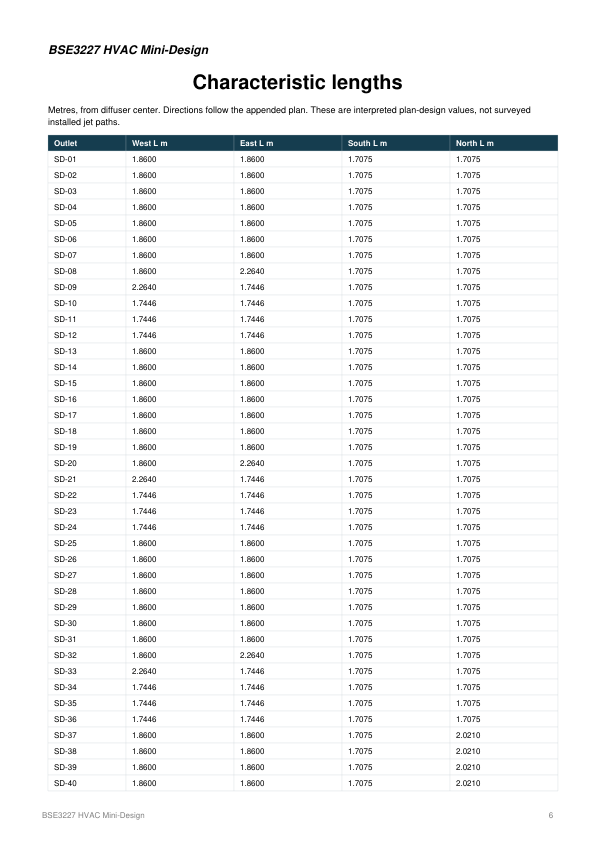 BSE3227 HVAC Mini-Design
Characteristic lengths
Metres, from diffuser center. Directions follow the appended plan. These are interpreted plan-design values, not surveyed
installed jet paths.
Outlet West L m East L m South L m North L m
SD-01 1.8600 1.8600 1.7075 1.7075
SD-02 1.8600 1.8600 1.7075 1.7075
SD-03 1.8600 1.8600 1.7075 1.7075
SD-04 1.8600 1.8600 1.7075 1.7075
SD-05 1.8600 1.8600 1.7075 1.7075
SD-06 1.8600 1.8600 1.7075 1.7075
SD-07 1.8600 1.8600 1.7075 1.7075
SD-08 1.8600 2.2640 1.7075 1.7075
SD-09 2.2640 1.7446 1.7075 1.7075
SD-10 1.7446 1.7446 1.7075 1.7075
SD-11 1.7446 1.7446 1.7075 1.7075
SD-12 1.7446 1.7446 1.7075 1.7075
SD-13 1.8600 1.8600 1.7075 1.7075
SD-14 1.8600 1.8600 1.7075 1.7075
SD-15 1.8600 1.8600 1.7075 1.7075
SD-16 1.8600 1.8600 1.7075 1.7075
SD-17 1.8600 1.8600 1.7075 1.7075
SD-18 1.8600 1.8600 1.7075 1.7075
SD-19 1.8600 1.8600 1.7075 1.7075
SD-20 1.8600 2.2640 1.7075 1.7075
SD-21 2.2640 1.7446 1.7075 1.7075
SD-22 1.7446 1.7446 1.7075 1.7075
SD-23 1.7446 1.7446 1.7075 1.7075
SD-24 1.7446 1.7446 1.7075 1.7075
SD-25 1.8600 1.8600 1.7075 1.7075
SD-26 1.8600 1.8600 1.7075 1.7075
SD-27 1.8600 1.8600 1.7075 1.7075
SD-28 1.8600 1.8600 1.7075 1.7075
SD-29 1.8600 1.8600 1.7075 1.7075
SD-30 1.8600 1.8600 1.7075 1.7075
SD-31 1.8600 1.8600 1.7075 1.7075
SD-32 1.8600 2.2640 1.7075 1.7075
SD-33 2.2640 1.7446 1.7075 1.7075
SD-34 1.7446 1.7446 1.7075 1.7075
SD-35 1.7446 1.7446 1.7075 1.7075
SD-36 1.7446 1.7446 1.7075 1.7075
SD-37 1.8600 1.8600 1.7075 2.0210
SD-38 1.8600 1.8600 1.7075 2.0210
SD-39 1.8600 1.8600 1.7075 2.0210
SD-40 1.8600 1.8600 1.7075 2.0210
BSE3227 HVAC Mini-Design 6